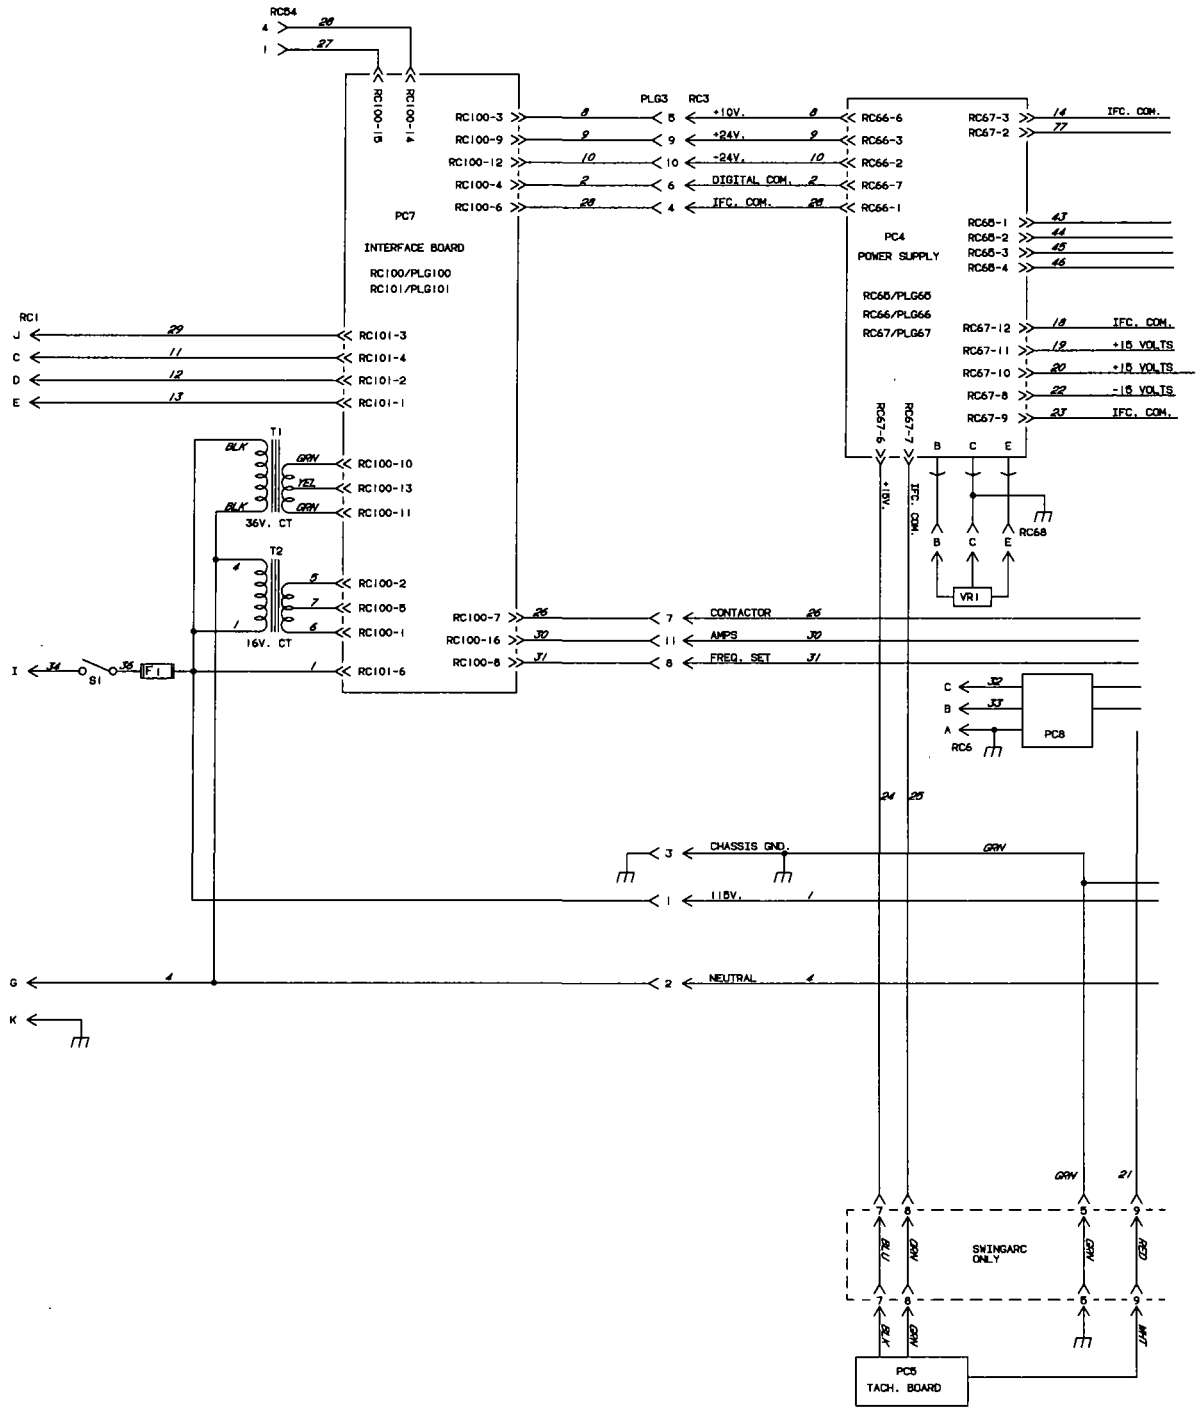 RC54
4 28
1 27
RC100-15
RC100-14
PLG3 RC3
RC100-3 8 5 +10V. 8 RC66-6
RC100-9 9 9 +24V. 9 RC66-3
RC100-12 10 10 -24V. 10 RC66-2
RC100-4 2 6 DIGITAL COM. 2 RC66-7
RC100-6 28 4 IFC. COM. 28 RC66-1
RC67-3 14 IFC. COM.
RC67-2 77
PC7
INTERFACE BOARD
RC100/PLG100
RC101/PLG101
PC4
POWER SUPPLY
RC65/PLG65
RC66/PLG66
RC67/PLG67
RC65-1 43
RC65-2 44
RC65-3 45
RC65-4 46
RC1
J 29 RC101-3
C 11 RC101-4
D 12 RC101-2
E 13 RC101-1
RC67-12 18 IFC. COM.
RC67-11 19 +15 VOLTS
RC67-10 20 +15 VOLTS
RC67-8 22 -15 VOLTS
RC67-9 23 IFC. COM.
RC67-6
RC67-7
B C E
+15V.
IFC. COM.
RC68
B C E
VR1
T1
BLK
GRN RC100-10
YEL RC100-13
BLK
GRN RC100-11
36V. CT
T2
4
5 RC100-2
7 RC100-5
1
6 RC100-1
16V. CT
I 34 S1 36 F1 1 RC101-6
RC100-7 26 7 CONTACTOR 26
RC100-16 30 11 AMPS 30
RC100-8 31 8 FREQ. SET 31
C 32
B 33
A
RC6
PC8
24 25
3 CHASSIS GND. GRN
1 115V. 1
G 4 2 NEUTRAL 4
K
GRN 21
7 8 5 9
BLU GRN GRN RED
SWINGARC
ONLY
7 8 5 9
BLK GRN WHT
PC5
TACH. BOARD